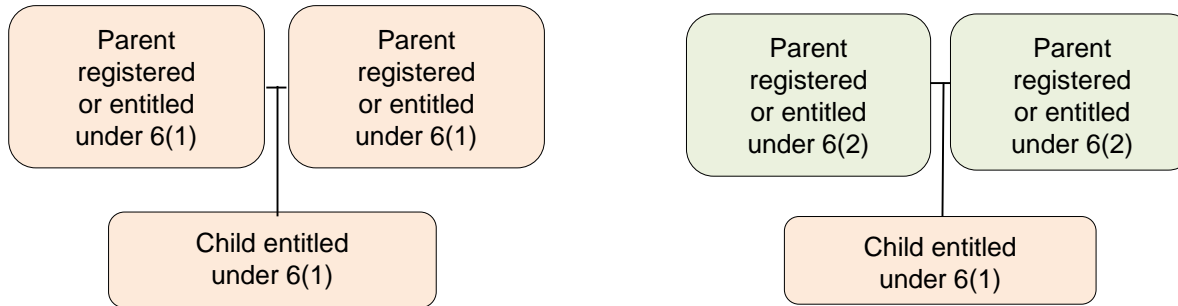 Parent
registered
or entitled
under 6(1)
Parent
registered
or entitled
under 6(1)
Child entitled
under 6(1)
Parent
registered
or entitled
under 6(2)
Parent
registered
or entitled
under 6(2)
Child entitled
under 6(1)